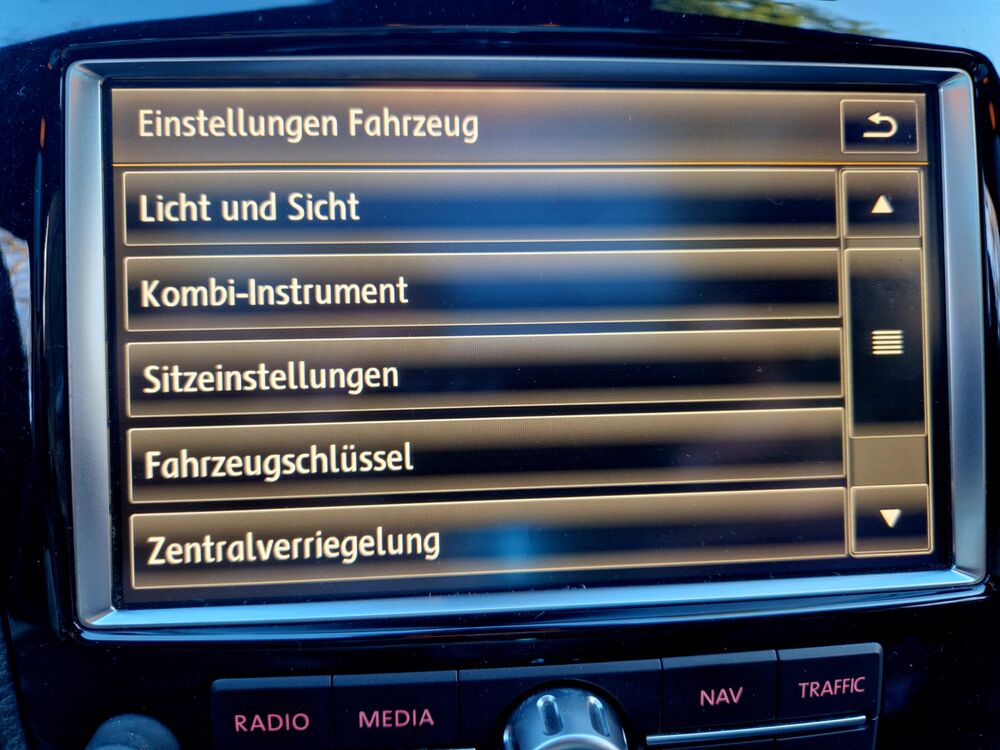 Einstellungen Fahrzeug
Licht und Sicht
Kombi-Instrument
Sitzeinstellungen
Fahrzeugschlüssel
Zentralverriegelung
RADIO
MEDIA
NAV
TRAFFIC